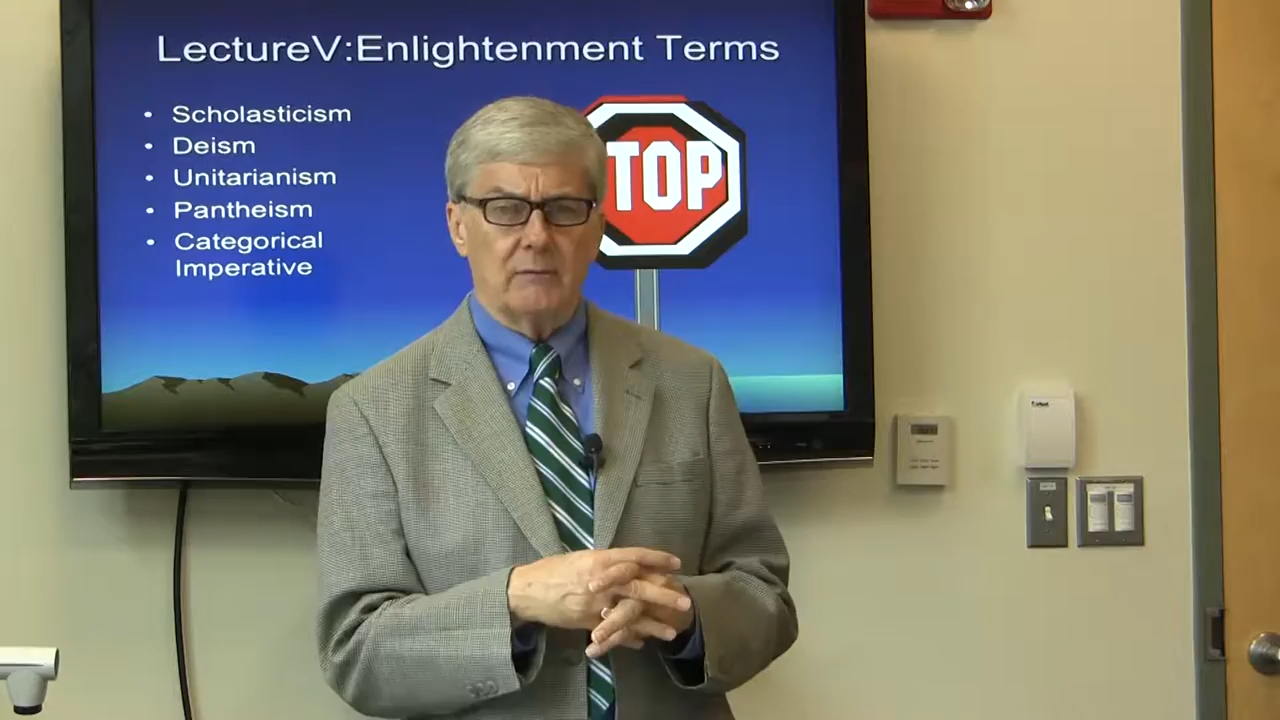 LectureV:Enlightenment Terms
• Scholasticism
• Deism
• Unitarianism
• Pantheism
• Categorical
Imperative
TOP